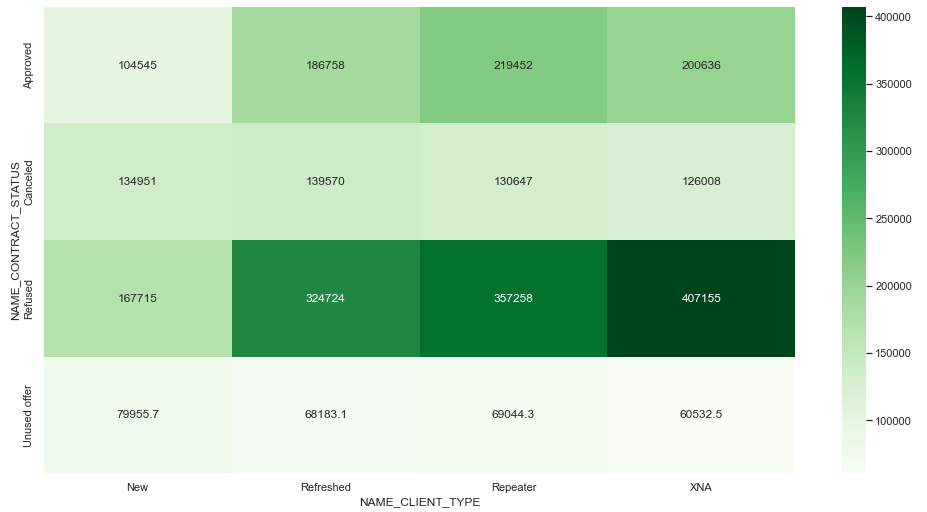 Approved
104545
186758
219452
200636
Canceled
134951
139570
130647
126008
Refused
167715
324724
357258
407155
Unused offer
79955.7
68183.1
69044.3
60532.5
NAME_CONTRACT_STATUS
New
Refreshed
Repeater
XNA
NAME_CLIENT_TYPE
400000
350000
300000
250000
200000
150000
100000